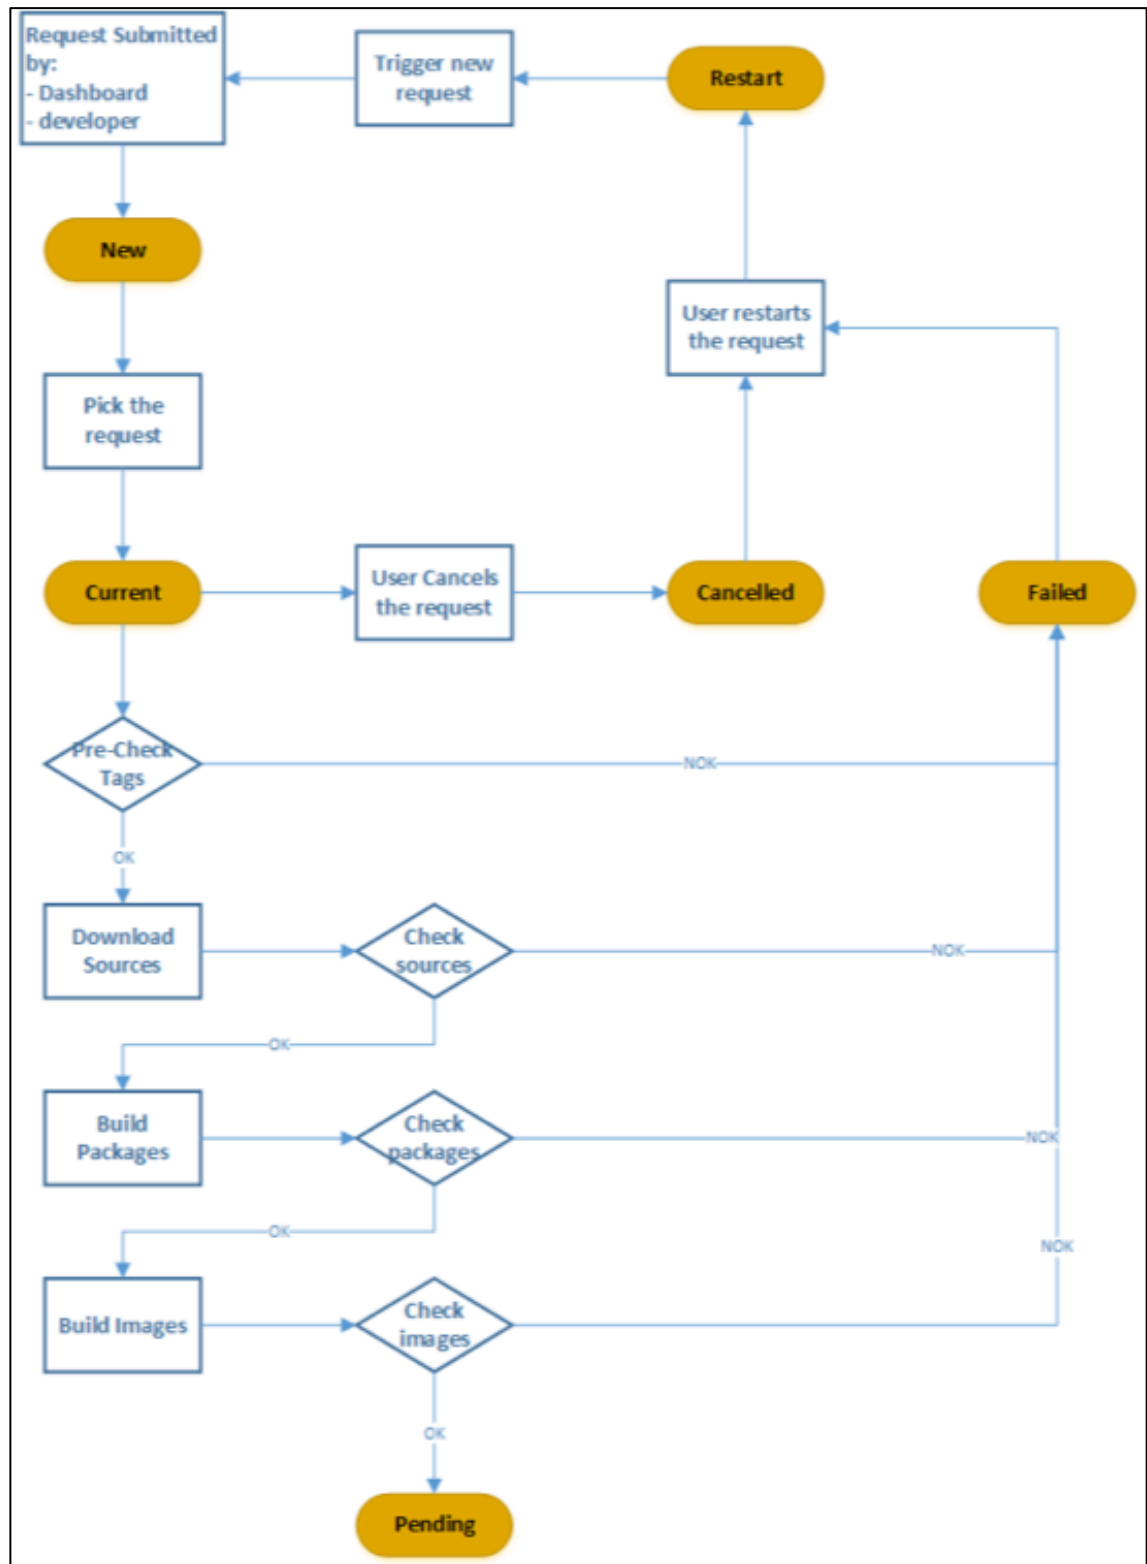 Request Submitted
by:
- Dashboard
- developer
Trigger new
request
Restart
New
User restarts
the request
Pick the
request
Current
User Cancels
the request
Cancelled
Failed
Pre-Check
Tags
NOK
OK
Download
Sources
Check
sources
NOK
OK
Build
Packages
Check
packages
NOK
OK
NOK
Build Images
Check
images
OK
Pending